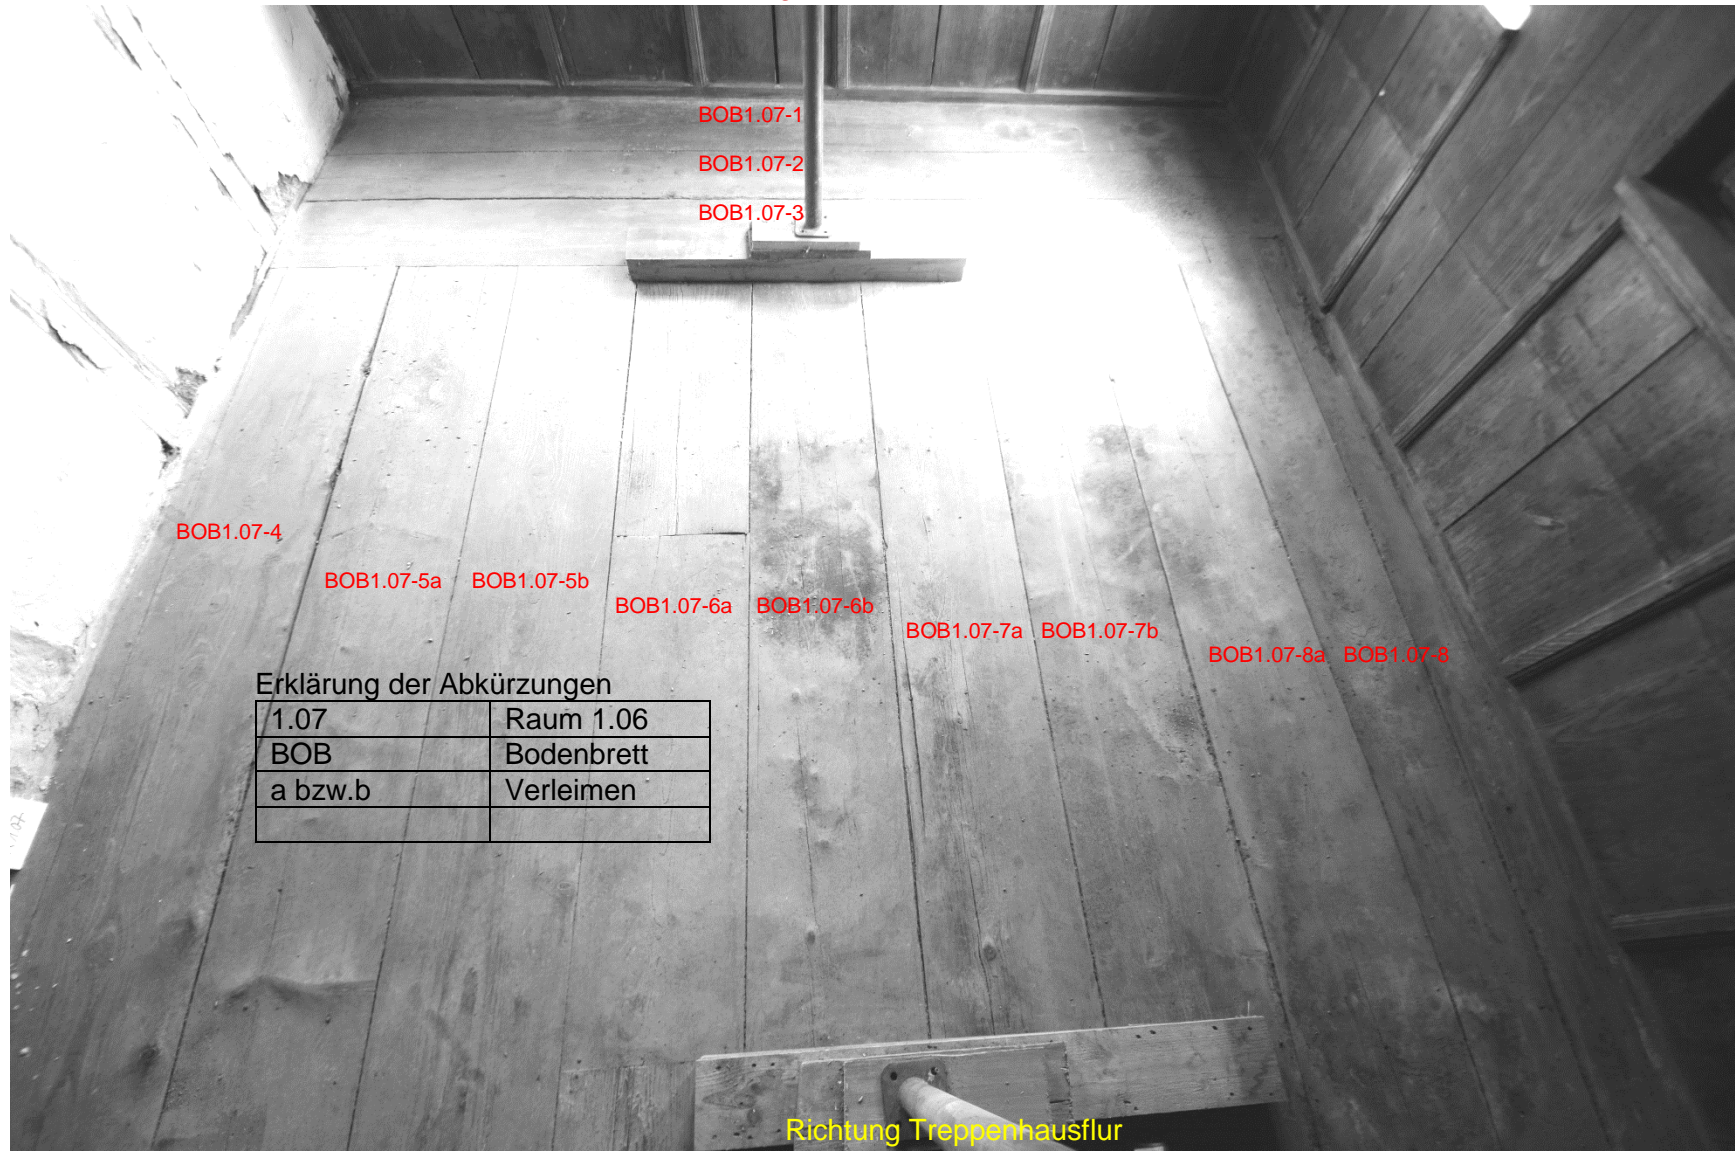 BOB1.07-1
BOB1.07-2
BOB1.07-3
BOB1.07-4
BOB1.07-5a BOB1.07-5b
BOB1.07-6a BOB1.07-6b
BOB1.07-7a BOB1.07-7b
BOB1.07-8a BOB1.07-8
Erklärung der Abkürzungen
1.07 Raum 1.06
BOB Bodenbrett
a bzw.b Verleimen
Richtung Treppenhausflur